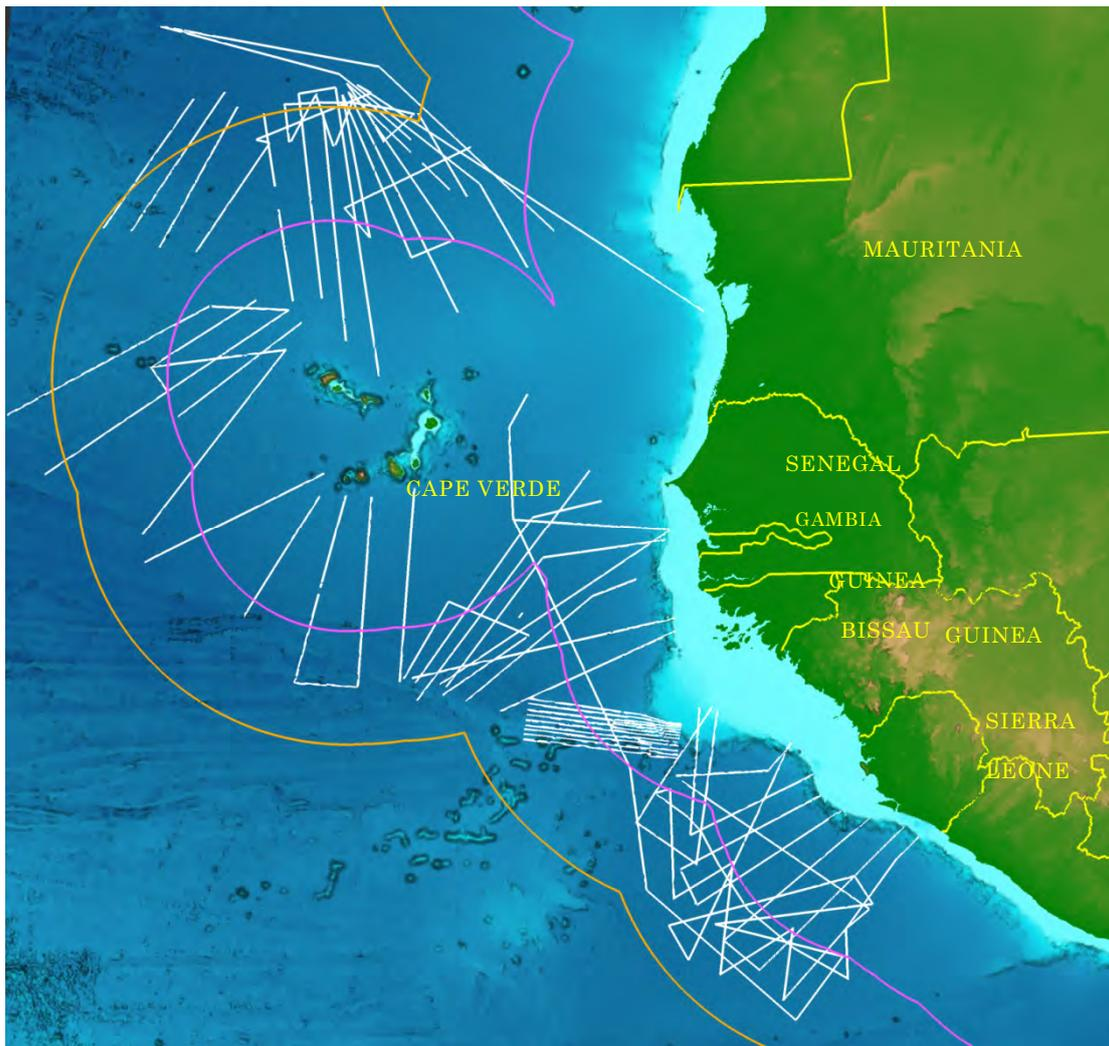 MAURITANIA
SENEGAL
CAPE VERDE
GAMBIA
GUINEA
BISSAU
GUINEA
SIERRA
LEONE